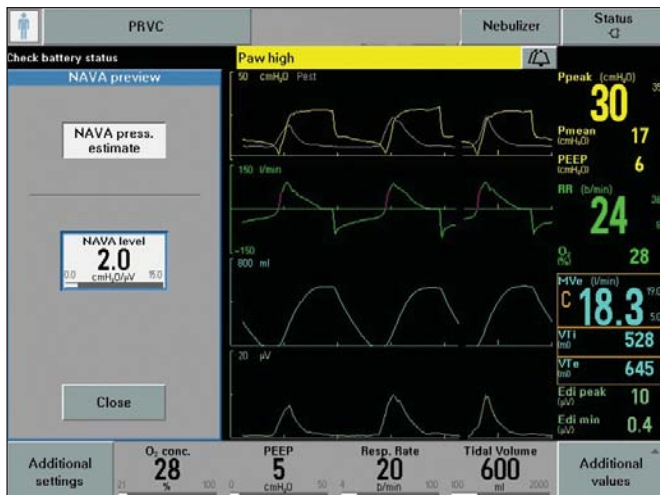 PRVC
Nebulizer
Status
Check battery status
Paw high
NAVA preview
NAVA press.
estimate
NAVA level
2.0
0.0 cmH₂O/µV 15.0
Close
50 cmH₂O Pest
150 l/min
-150
800 ml
20 µV
Ppeak (cmH₂O)
30
Pmean 17
(cmH₂O)
PEEP 6
(cmH₂O)
RR (b/min)
24
O₂ 28
(%)
MVe (l/min)
C 18.3 19.0
5.0
VTi 528
(ml)
VTe 645
(ml)
Edi peak 10
(µV)
Edi min 0.4
(µV)
Additional
settings
O₂ conc.
28
21 % 100
PEEP
5
0 cmH₂O 50
Resp. Rate
20
4 b/min 100
Tidal Volume
600
100 ml 2000
Additional
values